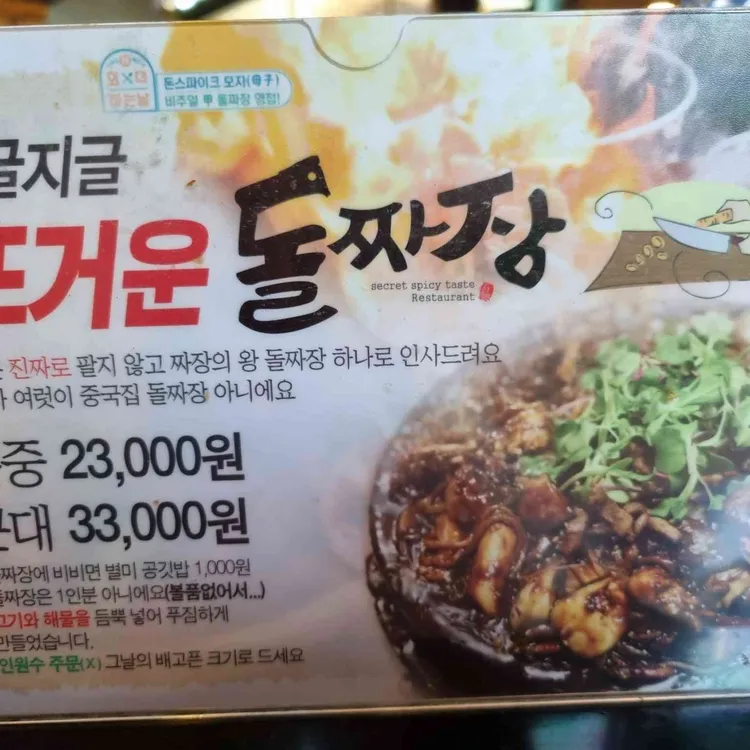 돈스파이크 모자(母子)
비주얼 甲 돌짜장 맹점!
글지글
뜨거운
돌짜장
secret spicy taste
Restaurant
진짜로 팔지 않고 짜장의 왕 돌짜장 하나로 인사드려요
여럿이 중국집 돌짜장 아니에요
중 23,000원
대 33,000원
짜장에 비비면 별미 공깃밥 1,000원
돌짜장은 1인분 아니에요(볼품없어서...)
고기와 해물을 듬뿍 넣어 푸짐하게
만들었습니다.
인원수 주문(X) 그날의 배고픈 크기로 드세요